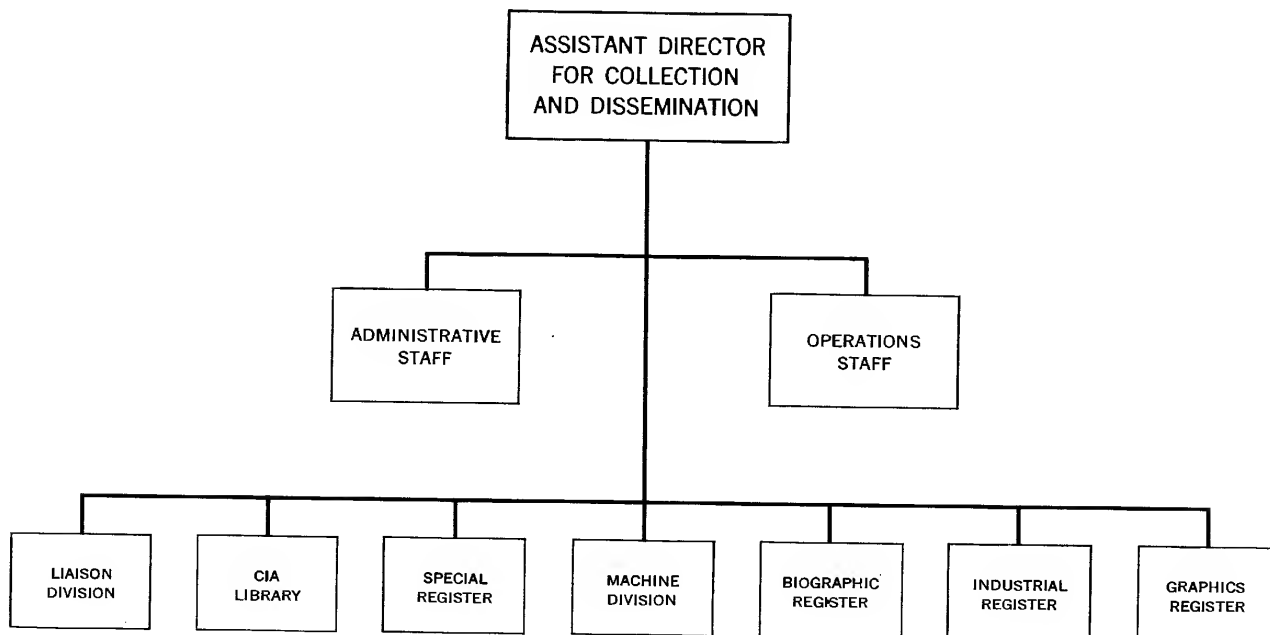 ASSISTANT DIRECTOR
FOR COLLECTION
AND DISSEMINATION
ADMINISTRATIVE
STAFF
OPERATIONS
STAFF
LIAISON
DIVISION
CIA
LIBRARY
SPECIAL
REGISTER
MACHINE
DIVISION
BIOGRAPHIC
REGISTER
INDUSTRIAL
REGISTER
GRAPHICS
REGISTER